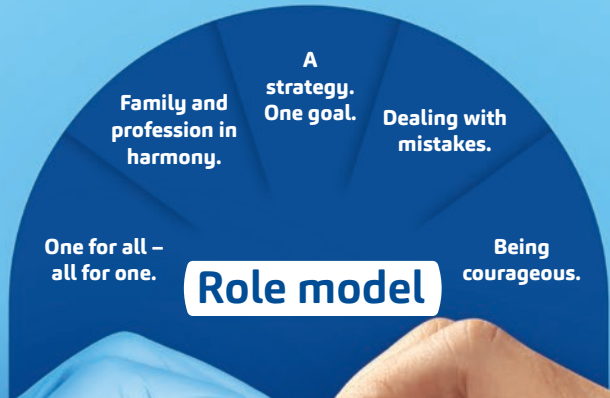 One for all –
all for one.
Family and
profession in
harmony.
A
strategy.
One goal.
Dealing with
mistakes.
Being
courageous.
Role model